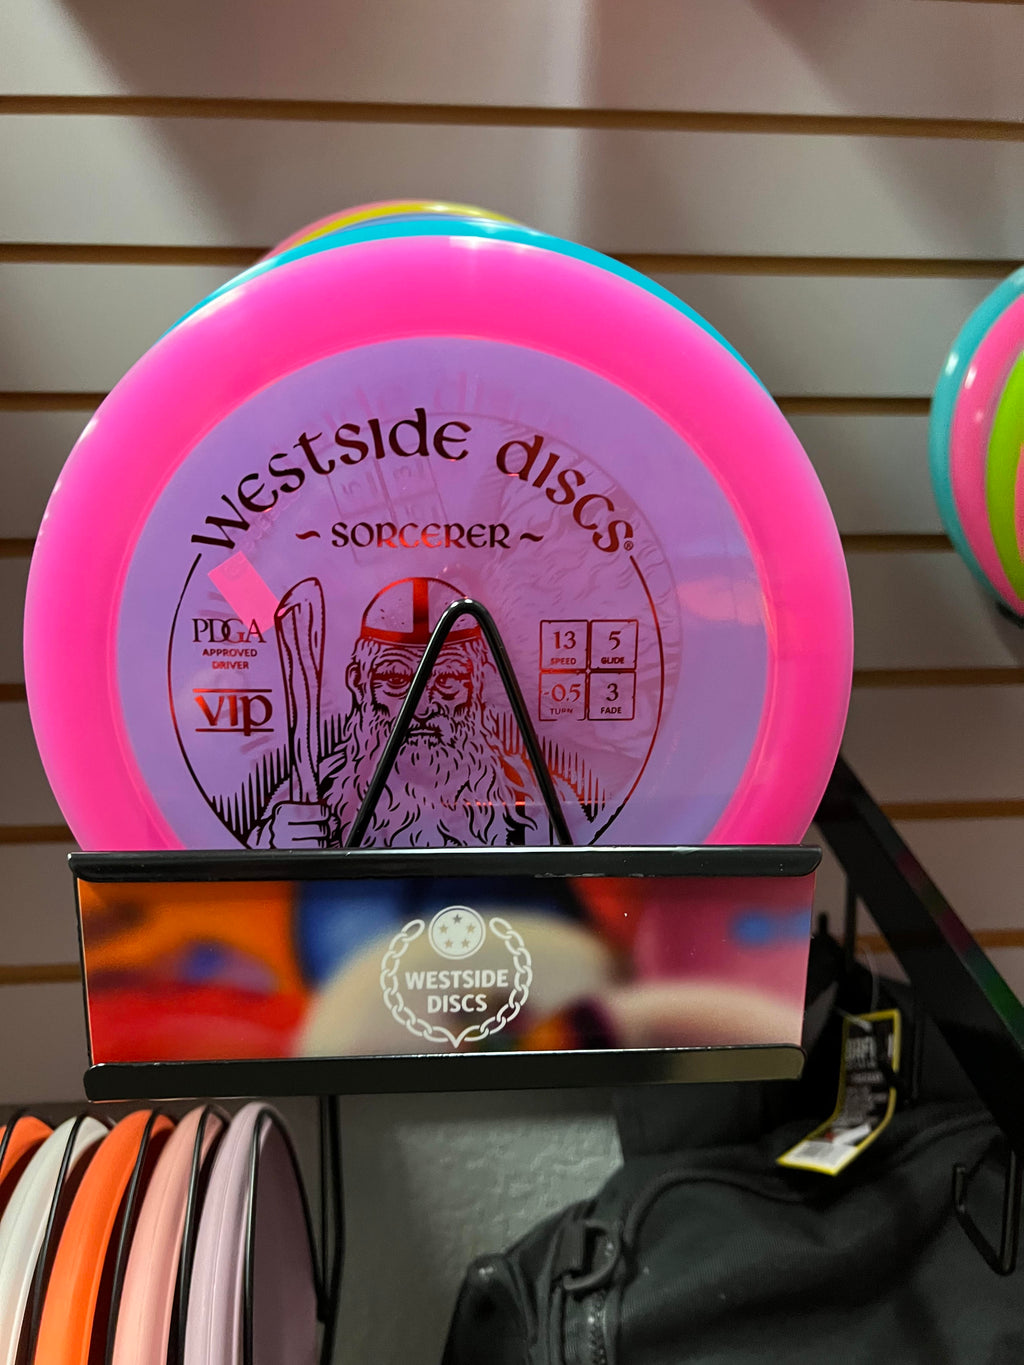 westside discs®
~ SORCERER ~
PDGA
APPROVED
DRIVER
VIP
13 5
SPEED GLIDE
-0.5 3
TURN FADE
WESTSIDE
DISCS